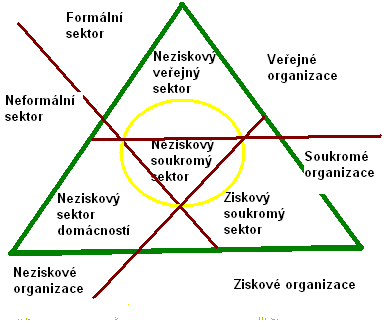 Formální
sektor
Neziskový
veřejný
sektor
Veřejné
organizace
Neformální
sektor
Neziskový
soukromý
sektor
Soukromé
organizace
Neziskový
sektor
domácností
Ziskový
soukromý
sektor
Neziskové
organizace
Ziskové organizace